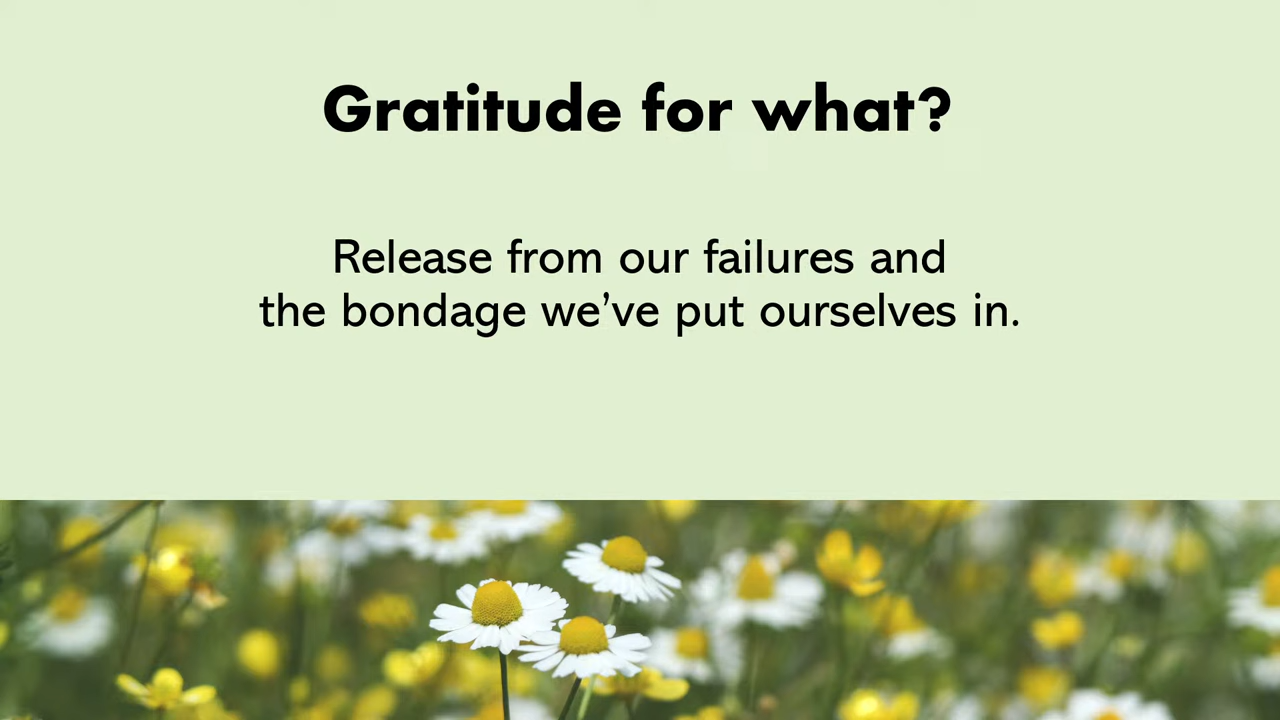 Gratitude for what?
Release from our failures and
the bondage we’ve put ourselves in.